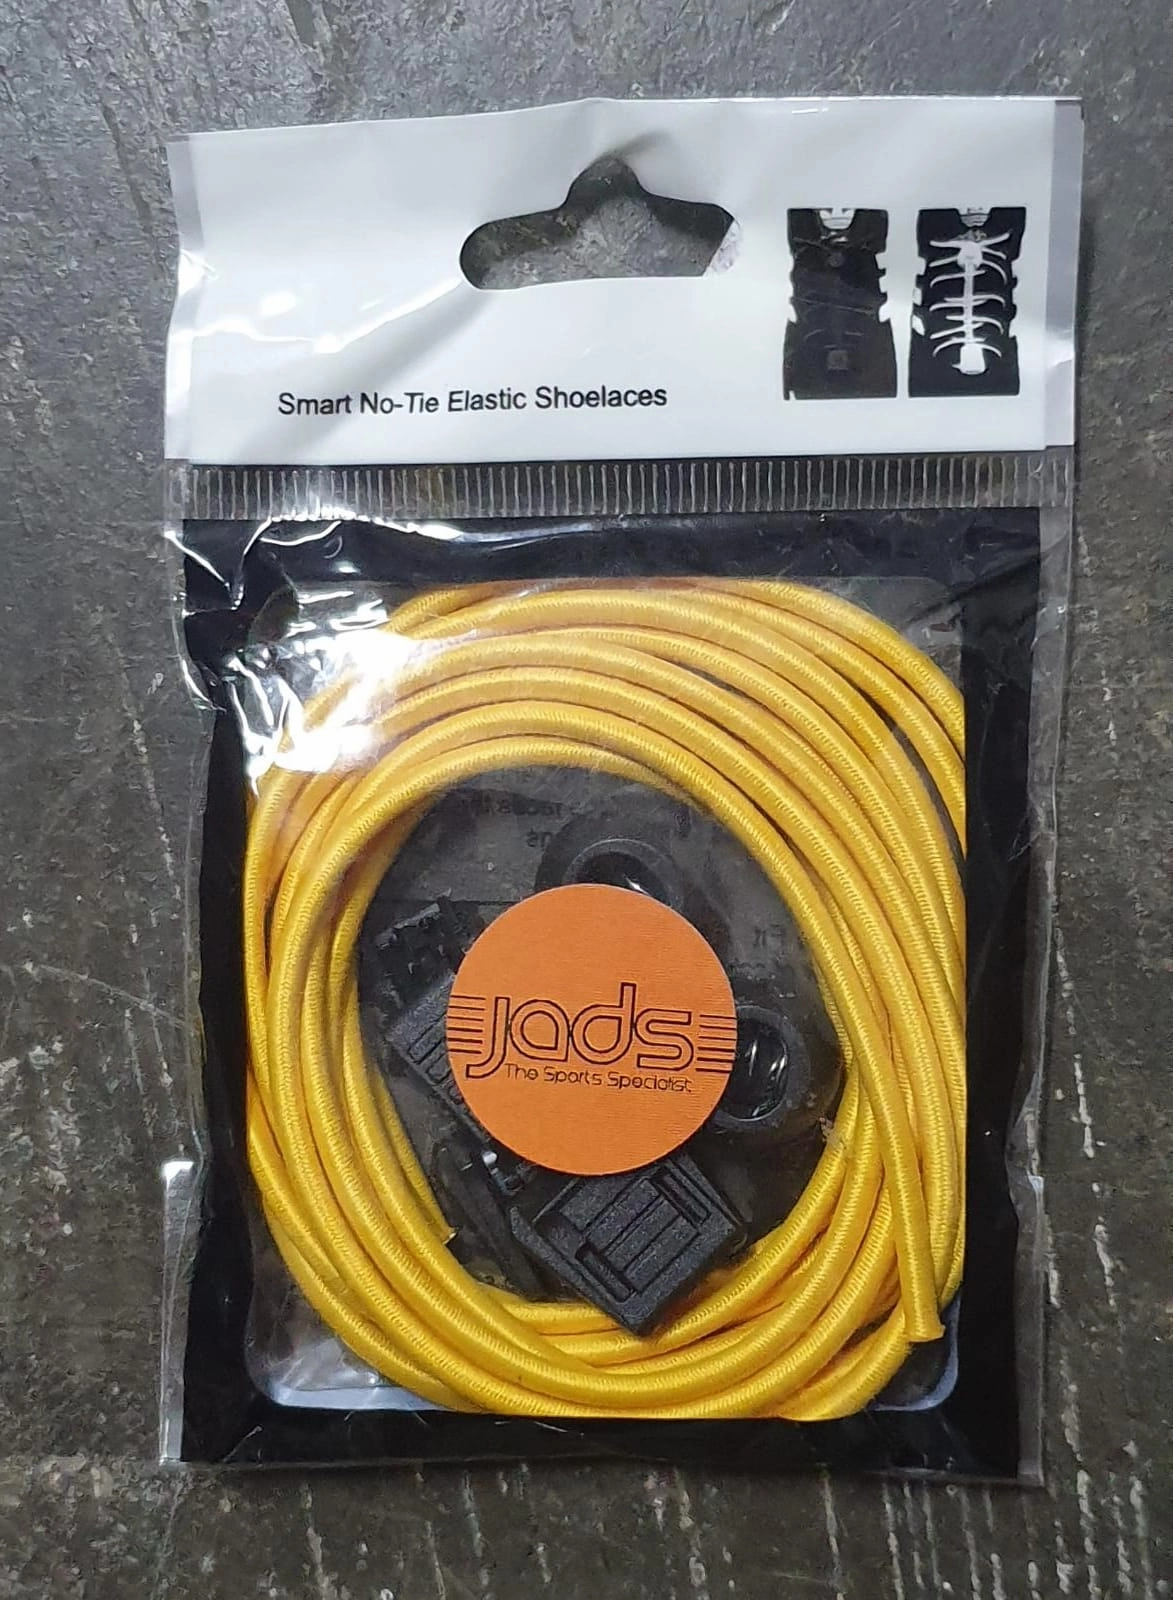 Smart No-Tie Elastic Shoelaces
jads
The Sports Specialist